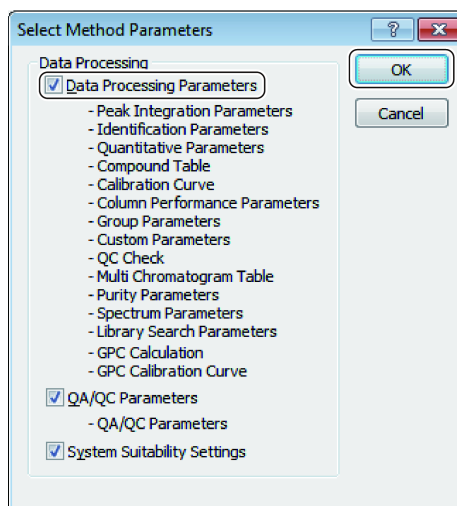 Select Method Parameters
Data Processing
Data Processing Parameters
- Peak Integration Parameters
- Identification Parameters
- Quantitative Parameters
- Compound Table
- Calibration Curve
- Column Performance Parameters
- Group Parameters
- Custom Parameters
- QC Check
- Multi Chromatogram Table
- Purity Parameters
- Spectrum Parameters
- Library Search Parameters
- GPC Calculation
- GPC Calibration Curve
QA/QC Parameters
- QA/QC Parameters
System Suitability Settings
OK
Cancel